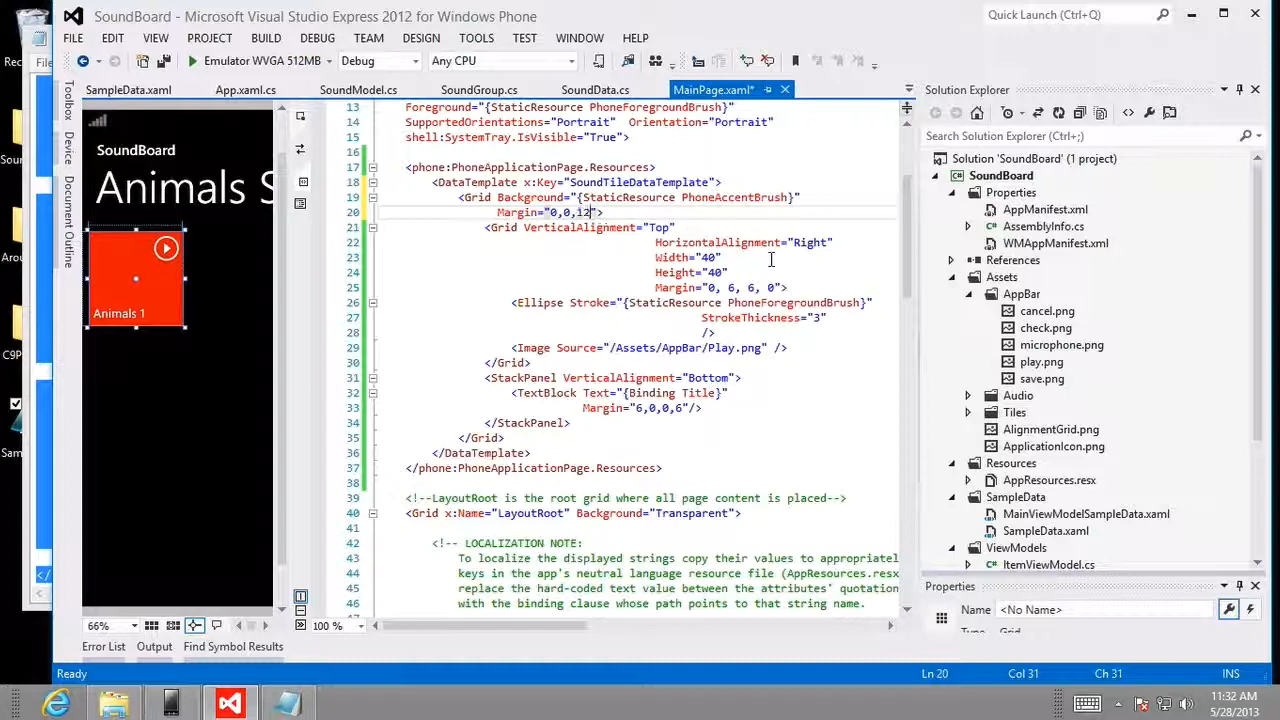 SoundBoard - Microsoft Visual Studio Express 2012 for Windows Phone
Quick Launch (Ctrl+Q)
FILE EDIT VIEW PROJECT BUILD DEBUG TEAM DESIGN TOOLS TEST WINDOW HELP
Emulator WVGA 512MB Debug Any CPU
SampleData.xaml App.xaml.cs SoundModel.cs SoundGroup.cs SoundData.cs MainPage.xaml*
Toolbox
Device
Document Outline
SoundBoard
Animals S
Animals 1
13 Foreground="{StaticResource PhoneForegroundBrush}"
14 SupportedOrientations="Portrait" Orientation="Portrait"
15 shell:SystemTray.IsVisible="True">
16
17 <phone:PhoneApplicationPage.Resources>
18 <DataTemplate x:Key="SoundTileDataTemplate">
19 <Grid Background="{StaticResource PhoneAccentBrush}"
20 Margin="0,0,12">
21 <Grid VerticalAlignment="Top"
22 HorizontalAlignment="Right"
23 Width="40"
24 Height="40"
25 Margin="0, 6, 6, 0">
26 <Ellipse Stroke="{StaticResource PhoneForegroundBrush}"
27 StrokeThickness="3"
28 />
29 <Image Source="/Assets/AppBar/Play.png" />
30 </Grid>
31 <StackPanel VerticalAlignment="Bottom">
32 <TextBlock Text="{Binding Title}"
33 Margin="6,0,0,6"/>
34 </StackPanel>
35 </Grid>
36 </DataTemplate>
37 </phone:PhoneApplicationPage.Resources>
38
39 <!--LayoutRoot is the root grid where all page content is placed-->
40 <Grid x:Name="LayoutRoot" Background="Transparent">
41
42 <!-- LOCALIZATION NOTE:
43 To localize the displayed strings copy their values to appropriatel
44 keys in the app's neutral language resource file (AppResources.resx
45 replace the hard-coded text value between the attributes' quotation
46 with the binding clause whose path points to that string name.
66%
100 %
Error List Output Find Symbol Results
Solution Explorer
Search Solution Explorer (Ctrl+;)
Solution 'SoundBoard' (1 project)
SoundBoard
Properties
AppManifest.xml
AssemblyInfo.cs
WMAppManifest.xml
References
Assets
AppBar
cancel.png
check.png
microphone.png
play.png
save.png
Audio
Tiles
AlignmentGrid.png
ApplicationIcon.png
Resources
AppResources.resx
SampleData
MainViewModelSampleData.xaml
SampleData.xaml
ViewModels
ItemViewModel.cs
Properties
Name <No Name>
Type Grid
Ready Ln 20 Col 31 Ch 31 INS
11:32 AM
5/28/2013